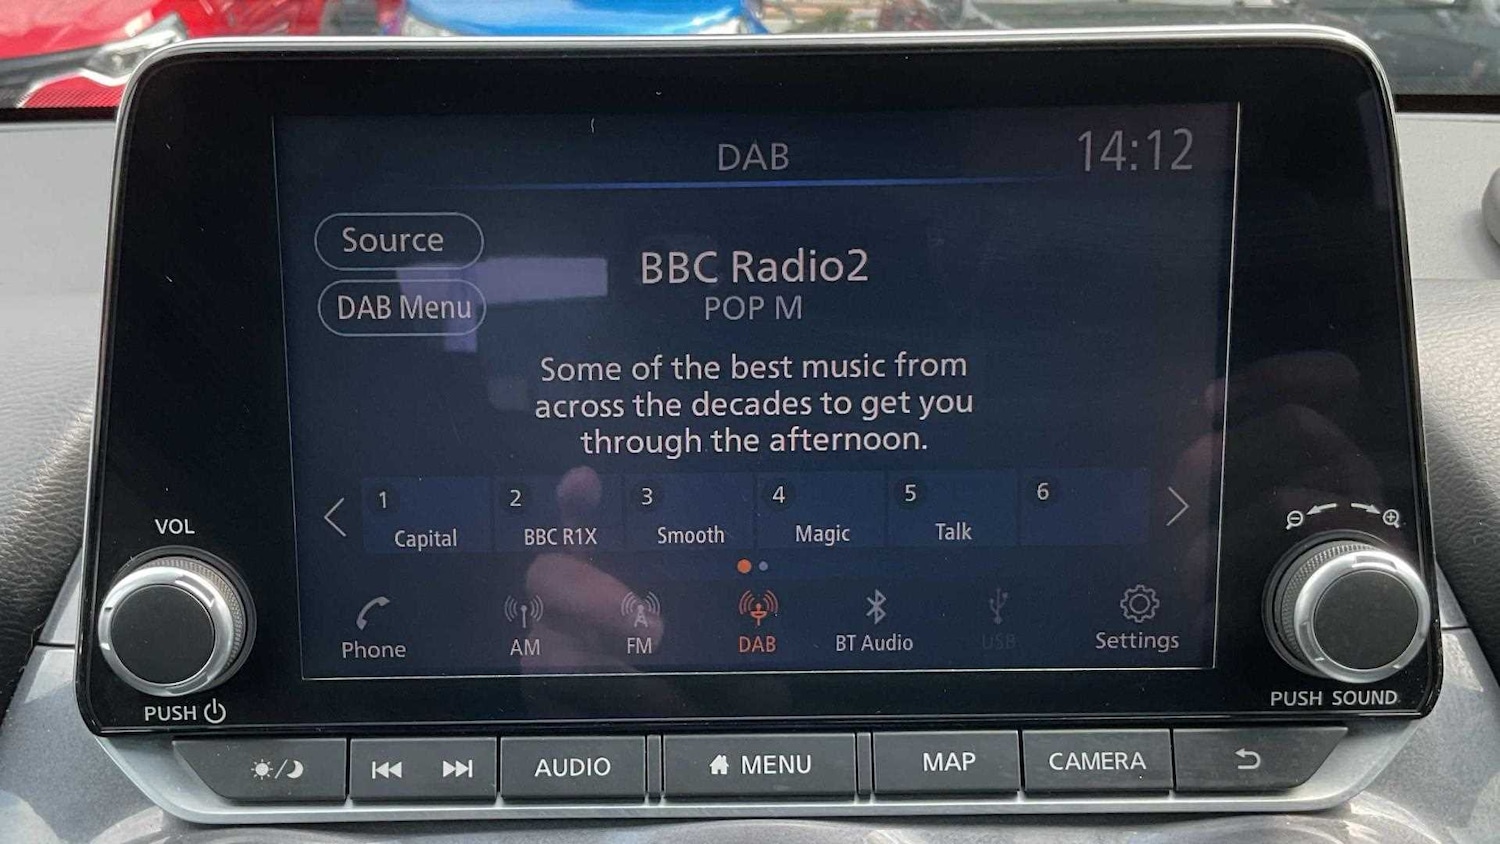 DAB
14:12
Source
DAB Menu
BBC Radio2
POP M
Some of the best music from
across the decades to get you
through the afternoon.
1 2 3 4 5 6
Capital BBC R1X Smooth Magic Talk
Phone AM FM DAB BT Audio USB Settings
VOL
PUSH
PUSH SOUND
AUDIO MENU MAP CAMERA